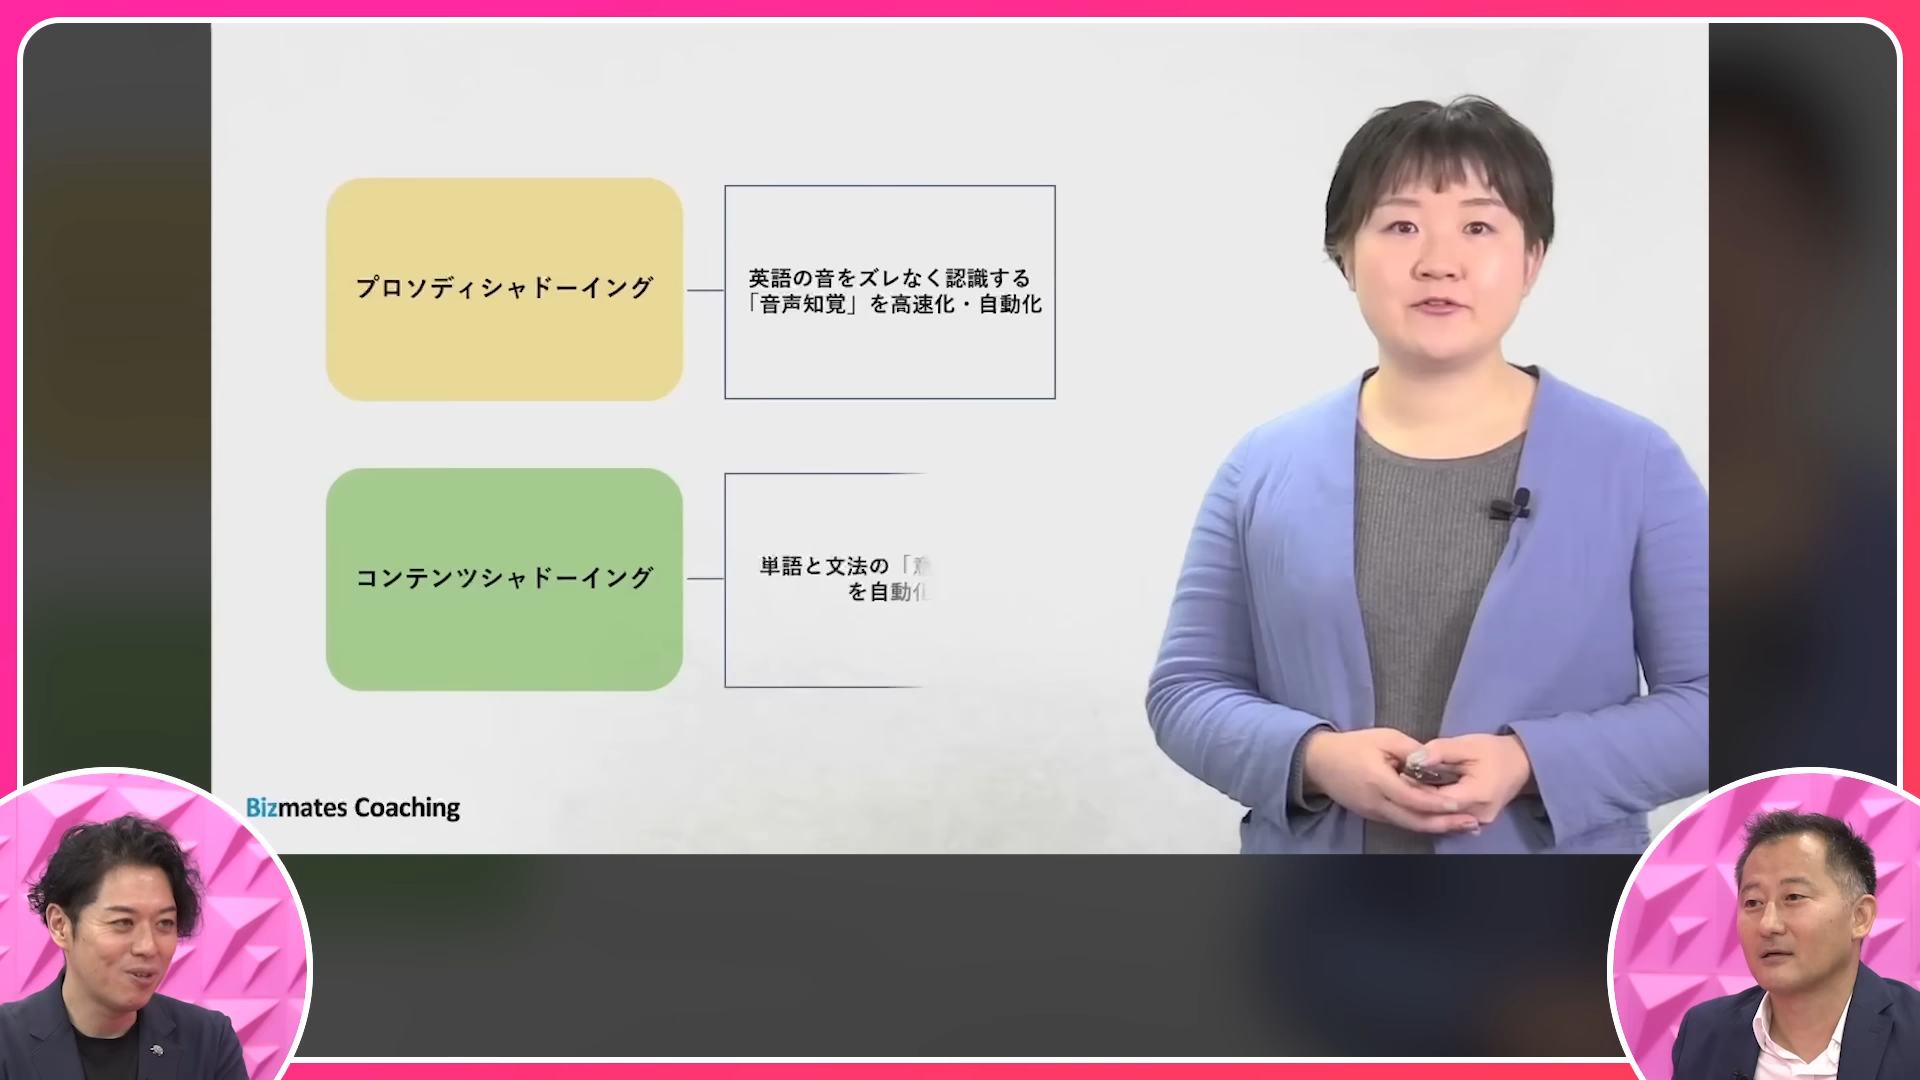 プロソディシャドーイング
英語の音をズレなく認識する
「音声知覚」を高速化・自動化
コンテンツシャドーイング
単語と文法の「意
を自動化
Bizmates Coaching